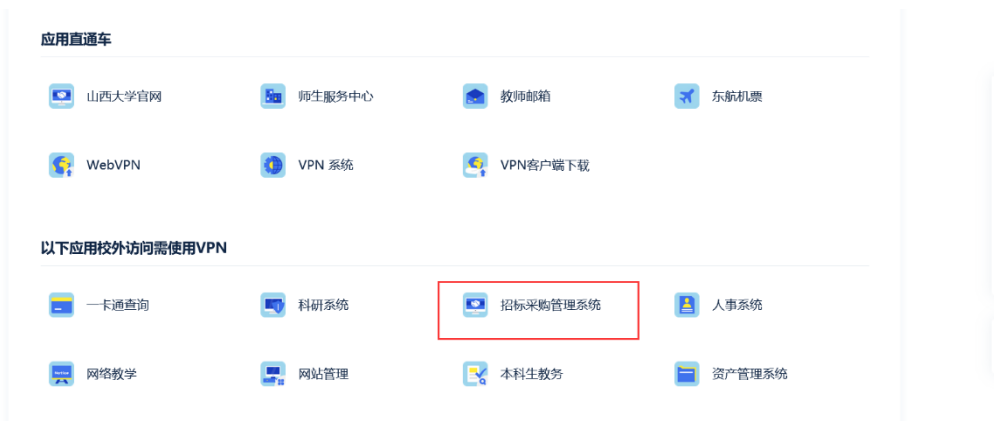 应用直通车
山西大学官网 师生服务中心 教师邮箱 东航机票
WebVPN VPN 系统 VPN客户端下载
以下应用校外访问需使用VPN
一卡通查询 科研系统 招标采购管理系统 人事系统
网络教学 网站管理 本科生教务 资产管理系统